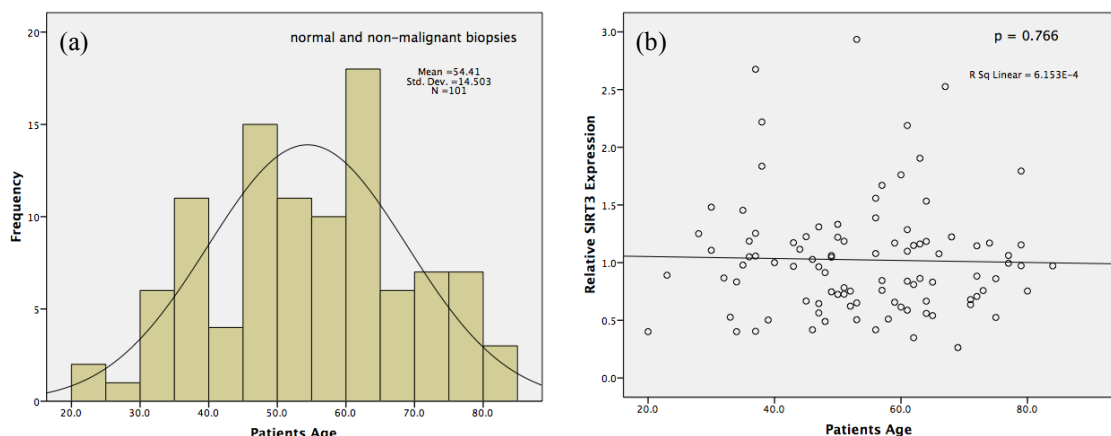 (a)
normal and non-malignant biopsies
Mean =54.41
Std. Dev. =14.503
N =101
Frequency
20
15
10
5
0
20.0 30.0 40.0 50.0 60.0 70.0 80.0
Patients Age
(b)
p = 0.766
R Sq Linear = 6.153E-4
Relative SIRT3 Expression
3.0
2.5
2.0
1.5
1.0
0.5
0.0
20.0 40.0 60.0 80.0
Patients Age